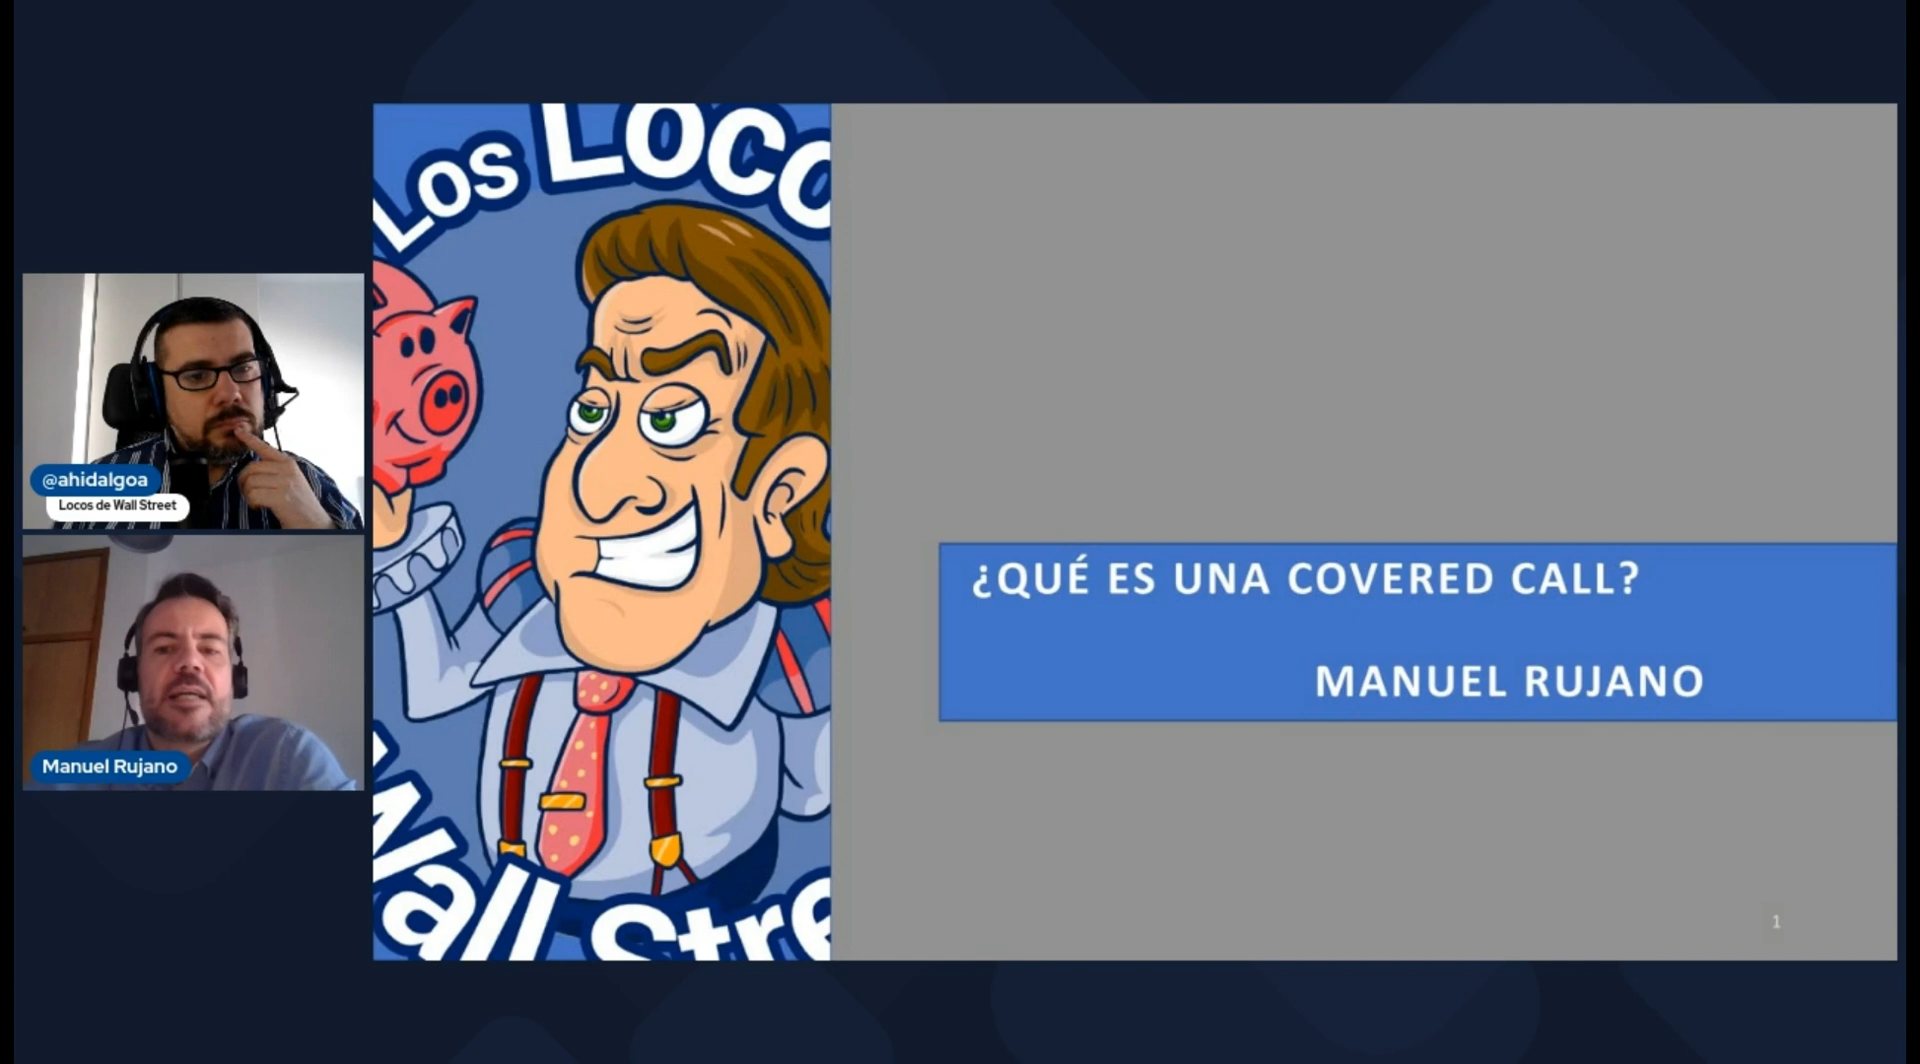 @ahidalgoa
Locos de Wall Street
Manuel Rujano
Los Loco
Wall Stre
¿QUÉ ES UNA COVERED CALL?
MANUEL RUJANO
1